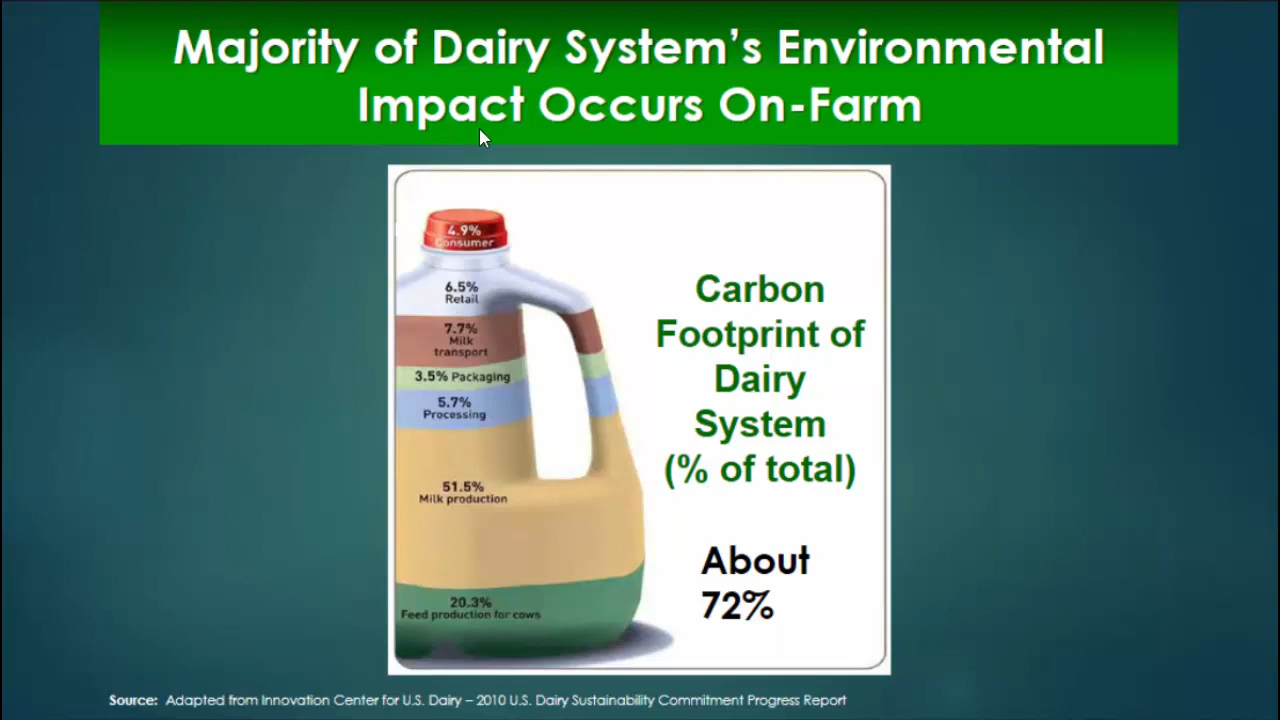 Majority of Dairy System's Environmental
Impact Occurs On-Farm
4.9%
Consumer
6.5%
Retail
7.7%
Milk
transport
3.5% Packaging
5.7%
Processing
51.5%
Milk production
20.3%
Feed production for cows
Carbon
Footprint of
Dairy
System
(% of total)
About
72%
Source: Adapted from Innovation Center for U.S. Dairy – 2010 U.S. Dairy Sustainability Commitment Progress Report